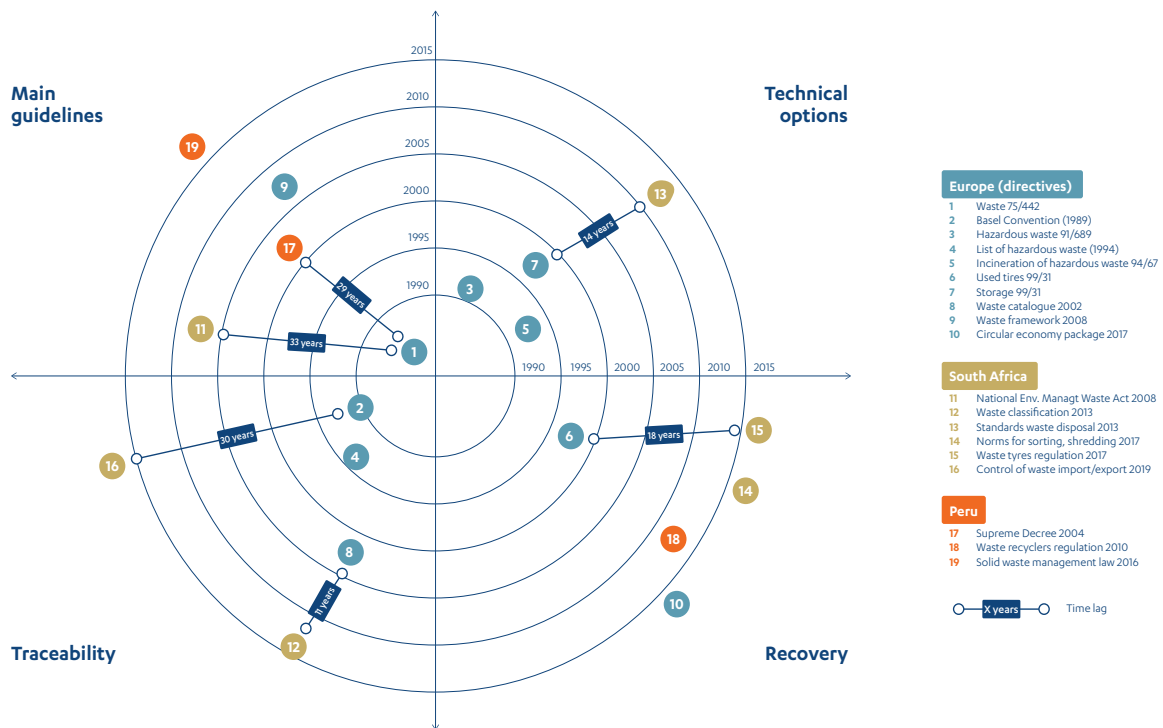 Main
guidelines
Technical
options
2015
2010
2005
2000
1995
1990
19
9
17
13
7
14 years
29 years
3
5
11
33 years
1
1990
1995
2000
2005
2010
2015
2
30 years
4
16
6
18 years
15
14
18
8
11 years
12
10
Traceability
Recovery
Europe (directives)
1 Waste 75/442
2 Basel Convention (1989)
3 Hazardous waste 91/689
4 List of hazardous waste (1994)
5 Incineration of hazardous waste 94/67
6 Used tires 99/31
7 Storage 99/31
8 Waste catalogue 2002
9 Waste framework 2008
10 Circular economy package 2017
South Africa
11 National Env. Managt Waste Act 2008
12 Waste classification 2013
13 Standards waste disposal 2013
14 Norms for sorting, shredding 2017
15 Waste tyres regulation 2017
16 Control of waste import/export 2019
Peru
17 Supreme Decree 2004
18 Waste recyclers regulation 2010
19 Solid waste management law 2016
X years Time lag